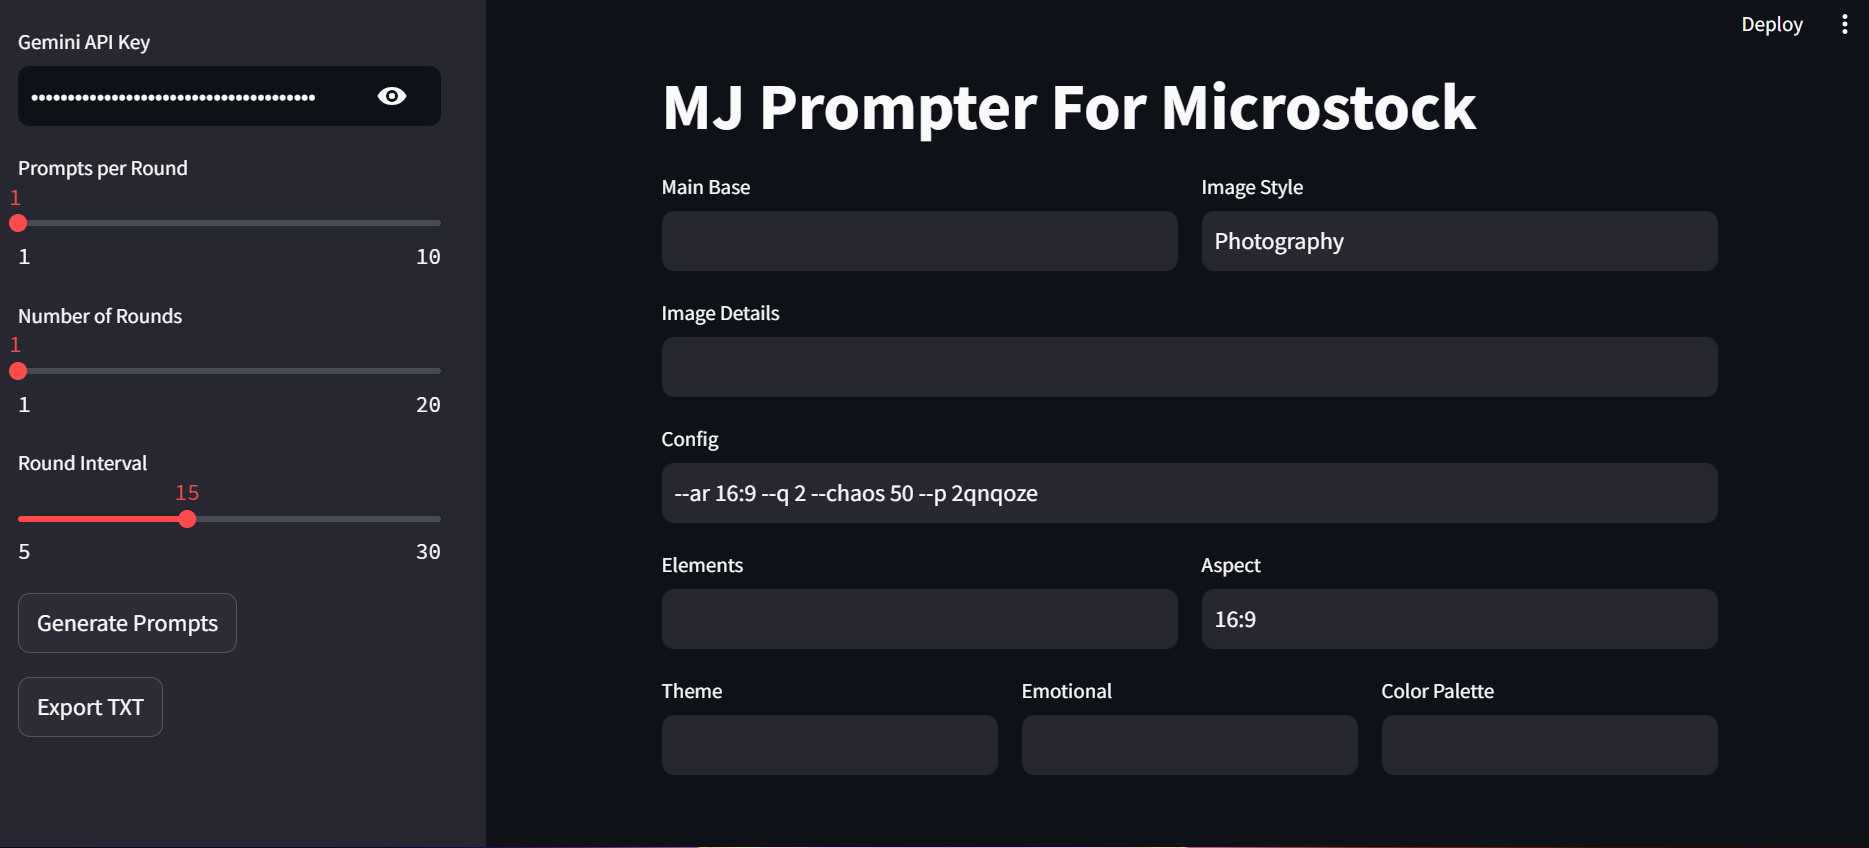 Gemini API Key
••••••••••••••••••••••••••••••••••••••••
Prompts per Round
1
1 10
Number of Rounds
1
1 20
Round Interval
15
5 30
Generate Prompts
Export TXT
Deploy
MJ Prompter For Microstock
Main Base Image Style
Photography
Image Details
Config
--ar 16:9 --q 2 --chaos 50 --p 2qnqoze
Elements Aspect
16:9
Theme Emotional Color Palette